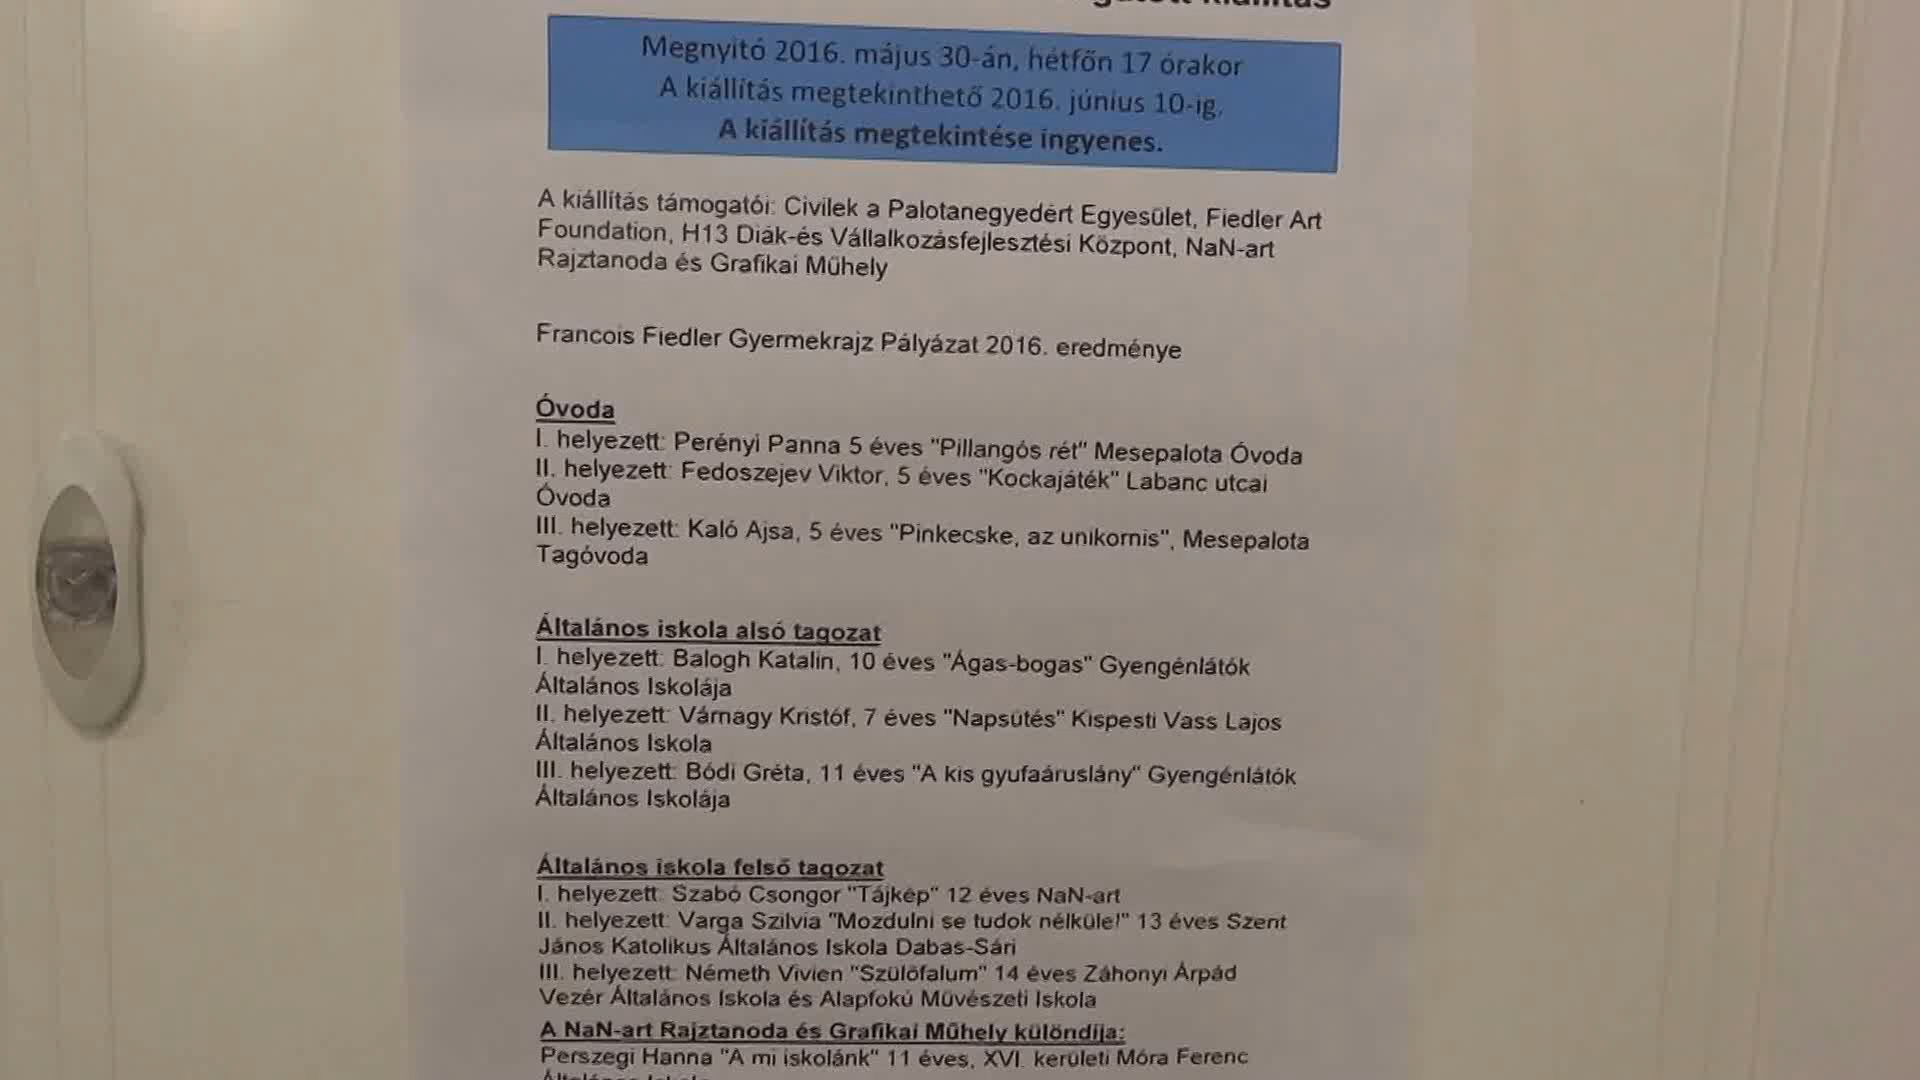 kiállítás
Megnyitó 2016. május 30-án, hétfőn 17 órakor
A kiállítás megtekinthető 2016. június 10-ig.
A kiállítás megtekintése ingyenes.
A kiállítás támogatói: Civilek a Palotanegyedért Egyesület, Fiedler Art
Foundation, H13 Diák-és Vállalkozásfejlesztési Központ, NaN-art
Rajztanoda és Grafikai Műhely
Francois Fiedler Gyermekrajz Pályázat 2016. eredménye
Óvoda
I. helyezett: Perényi Panna 5 éves "Pillangós rét" Mesepalota Óvoda
II. helyezett: Fedoszejev Viktor, 5 éves "Kockajáték" Labanc utcai
Óvoda
III. helyezett: Kaló Ajsa, 5 éves "Pinkecske, az unikornis", Mesepalota
Tagóvoda
Általános iskola alsó tagozat
I. helyezett: Balogh Katalin, 10 éves "Ágas-bogas" Gyengénlátók
Általános Iskolája
II. helyezett: Várnagy Kristóf, 7 éves "Napsütés" Kispesti Vass Lajos
Általános Iskola
III. helyezett: Bódi Gréta, 11 éves "A kis gyufaáruslány" Gyengénlátók
Általános Iskolája
Általános iskola felső tagozat
I. helyezett: Szabó Csongor "Tájkép" 12 éves NaN-art
II. helyezett: Varga Szilvia "Mozdulni se tudok nélküle!" 13 éves Szent
János Katolikus Általános Iskola Dabas-Sári
III. helyezett: Németh Vivien "Szülőfalum" 14 éves Záhonyi Árpád
Vezér Általános Iskola és Alapfokú Művészeti Iskola
A NaN-art Rajztanoda és Grafikai Műhely különdíja:
Perszegi Hanna "A mi iskolánk" 11 éves, XVI. kerületi Móra Ferenc